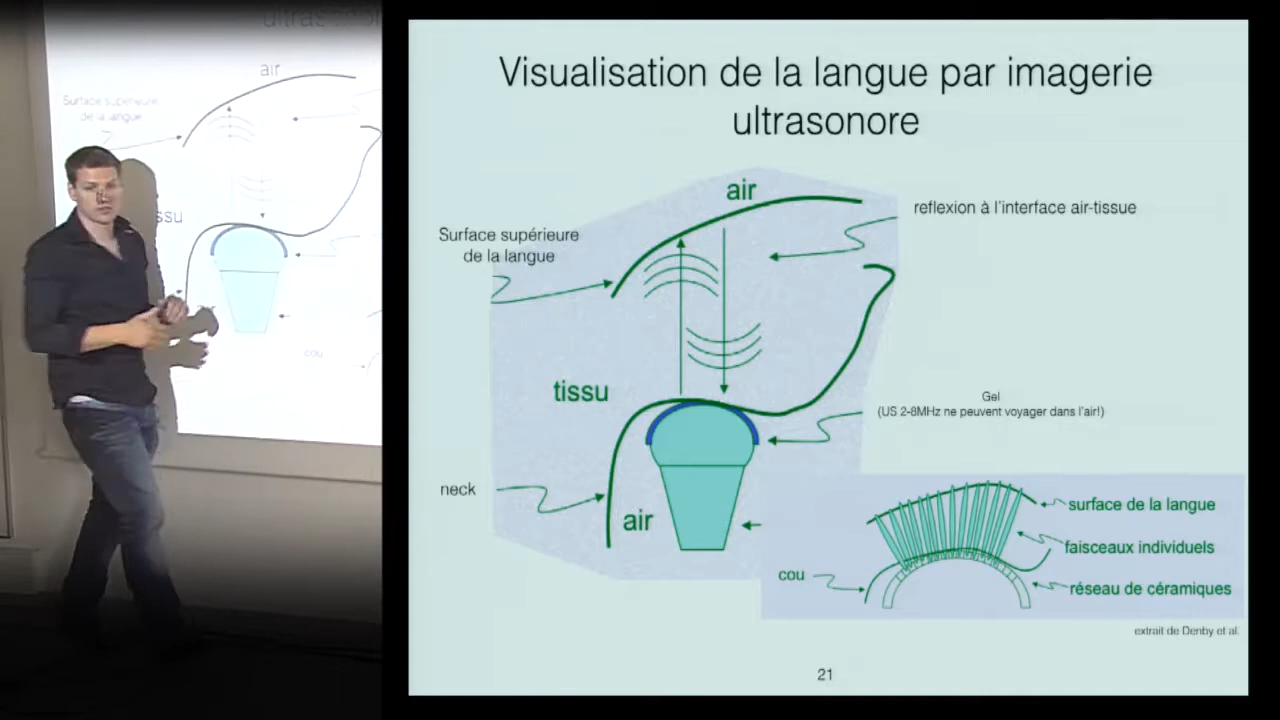 Visualisation de la langue par imagerie
ultrasonore
air
reflexion à l'interface air-tissue
Surface supérieure
de la langue
tissu
Gel
(US 2-8MHz ne peuvent voyager dans l'air!)
neck
air
surface de la langue
faisceaux individuels
cou
réseau de céramiques
extrait de Denby et al.
21
ultrasonor
air
Surface supérieure
de la langue
ssu
cou